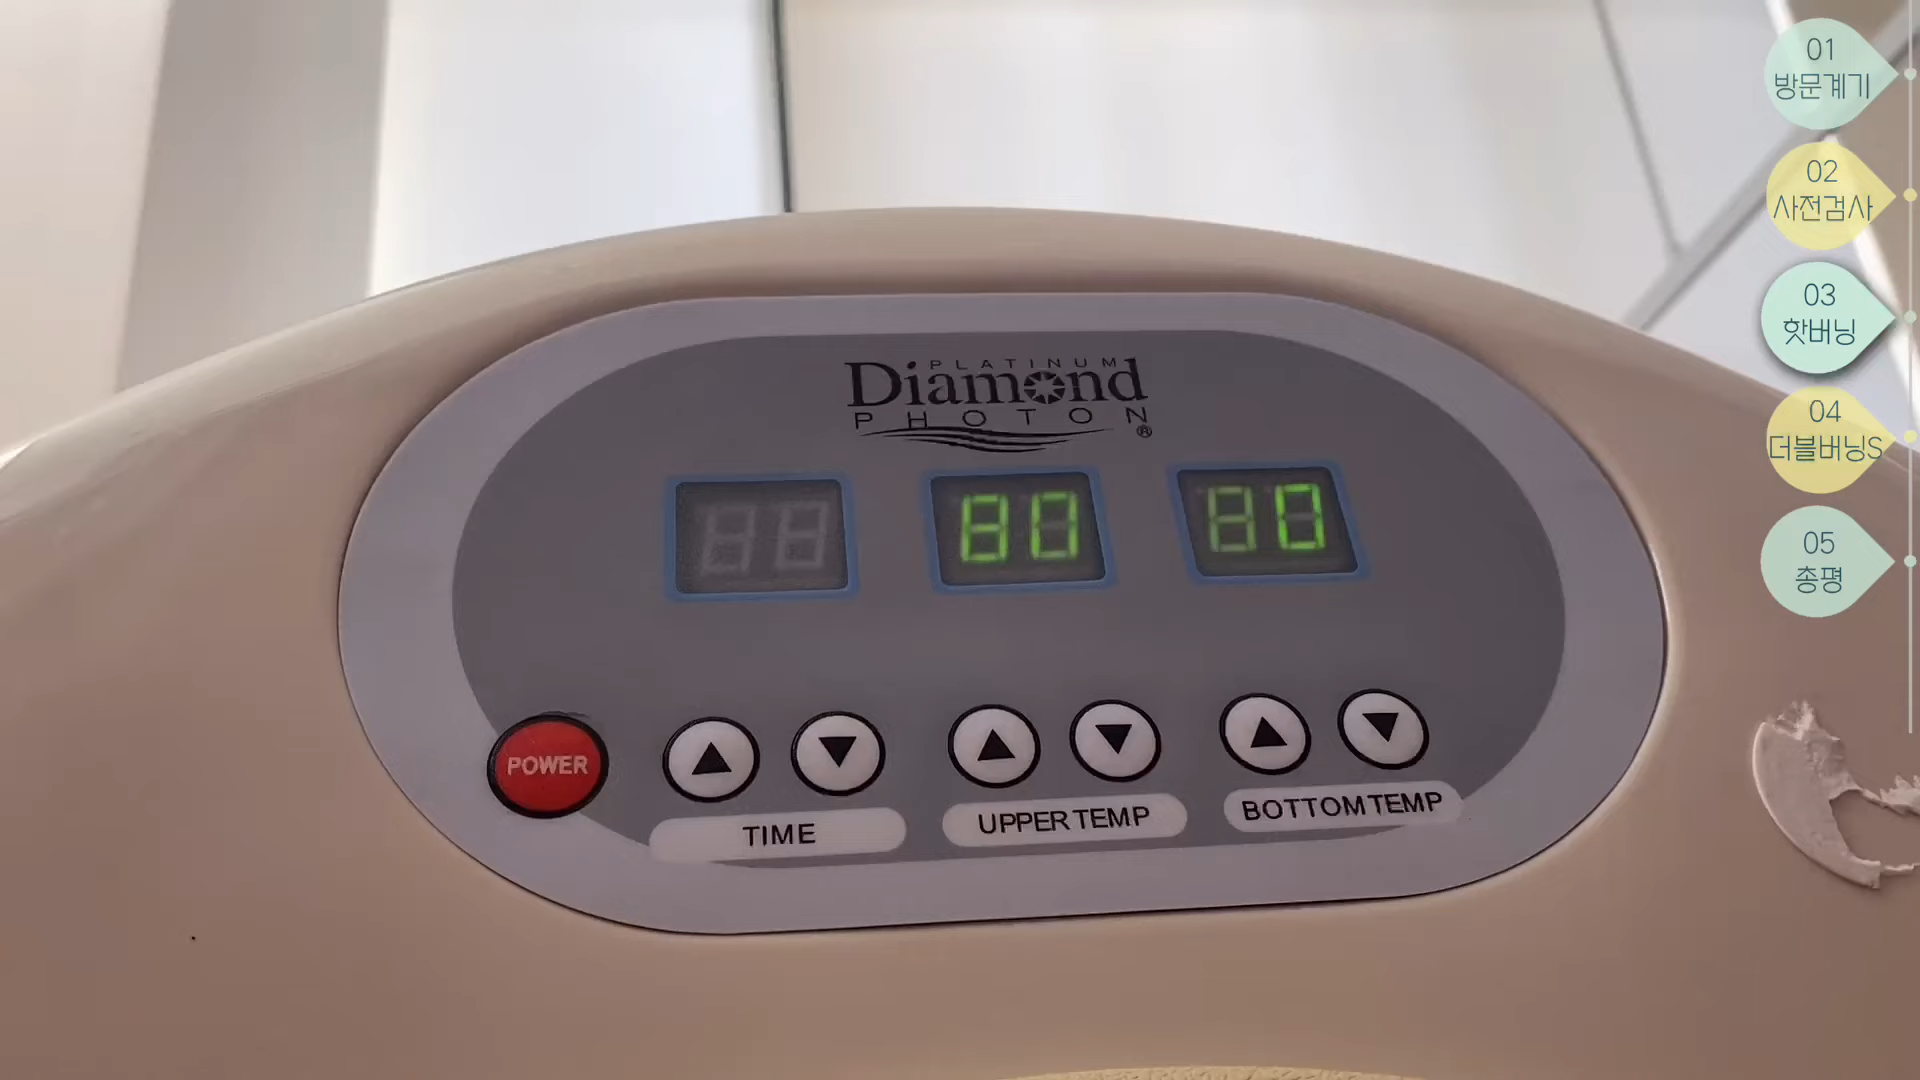 PLATINUM
Diamond
PHOTON®
80 80
POWER
TIME
UPPER TEMP
BOTTOM TEMP
01
방문계기
02
사전검사
03
핫버닝
04
더블버닝S
05
총평